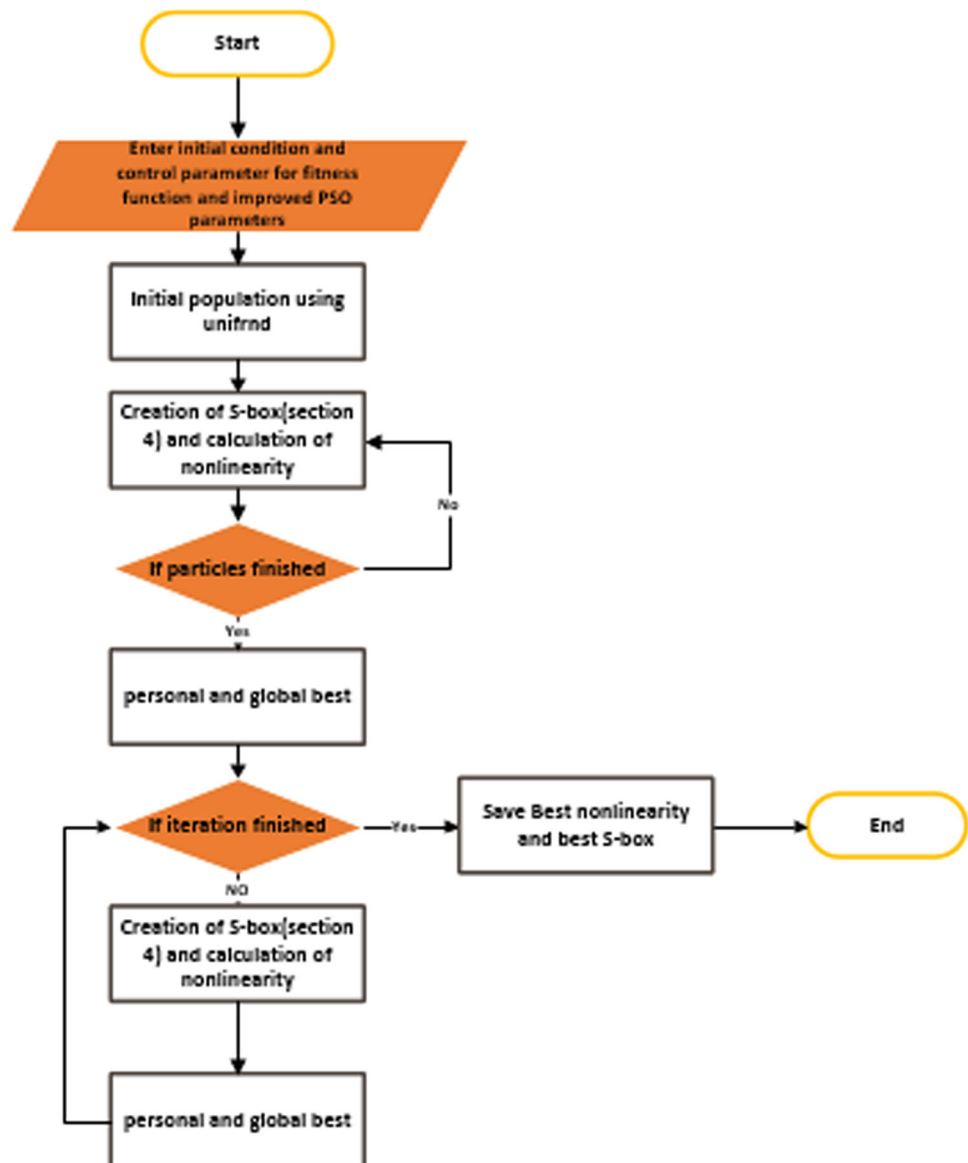 Start
Enter initial condition and
control parameter for fitness
function and improved PSO
parameters
Initial population using
unifrnd
Creation of S-box(section
4) and calculation of
nonlinearity
No
If particles finished
Yes
personal and global best
If iteration finished
Yes
Save Best nonlinearity
and best S-box
End
NO
Creation of S-box(section
4) and calculation of
nonlinearity
personal and global best